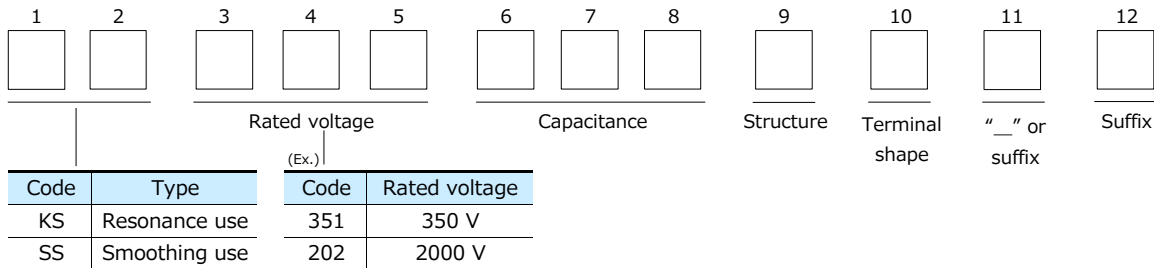 1 2 3 4 5 6 7 8 9 10 11 12
Rated voltage Capacitance Structure Terminal shape "__" or suffix Suffix
(Ex.)
Code Type Code Rated voltage
KS Resonance use 351 350 V
SS Smoothing use 202 2000 V